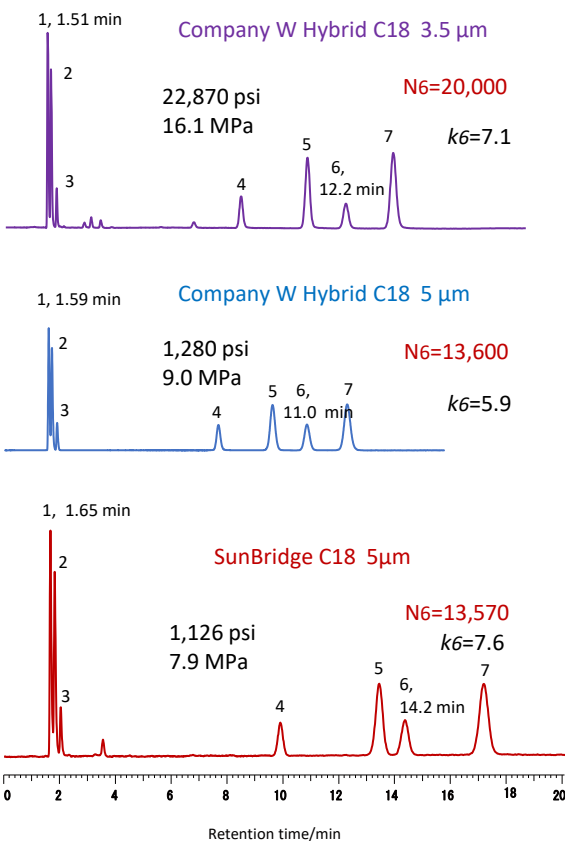 1, 1.51 min
Company W Hybrid C18 3.5 µm
2
3
22,870 psi
16.1 MPa
N6=20,000
k6=7.1
4
5
6,
12.2 min
7
1, 1.59 min
Company W Hybrid C18 5 µm
2
3
1,280 psi
9.0 MPa
N6=13,600
k6=5.9
4
5
6,
11.0 min
7
1, 1.65 min
2
3
SunBridge C18 5µm
1,126 psi
7.9 MPa
N6=13,570
k6=7.6
4
5
6,
14.2 min
7
0 2 4 6 8 10 12 14 16 18 20
Retention time/min